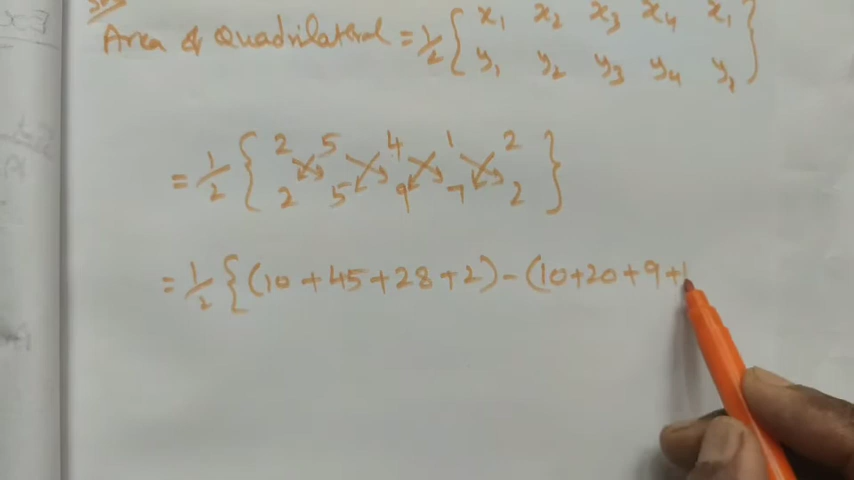 Area of Quadrilateral = 1/2 { x₁ x₂ x₃ x₄ x₁
y₁ y₂ y₃ y₄ y₁ }
= 1/2 { 2 5 4 1 2
2 5 9 7 2 }
= 1/2 { (10 + 45 + 28 + 2) - (10 + 20 + 9 + 1